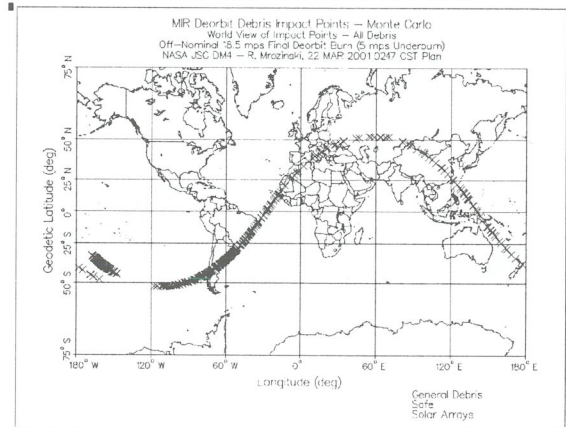 MIR Deorbit Debris Impact Points — Monte Carlo
World View of Impact Points — All Debris
Off—Nominal 18.5 mps Final Deorbit Burn (5 mps Underburn)
NASA JSC DM4 — R. Mrozinski, 22 MAR 2001 0247 CST Plan
75° N
50° N
25° N
0°
25° S
50° S
75° S
Geodetic Latitude (deg)
180° W
120° W
60° W
0°
60° E
120° E
180° E
Longitude (deg)
General Debris
Safe
Solar Arrays